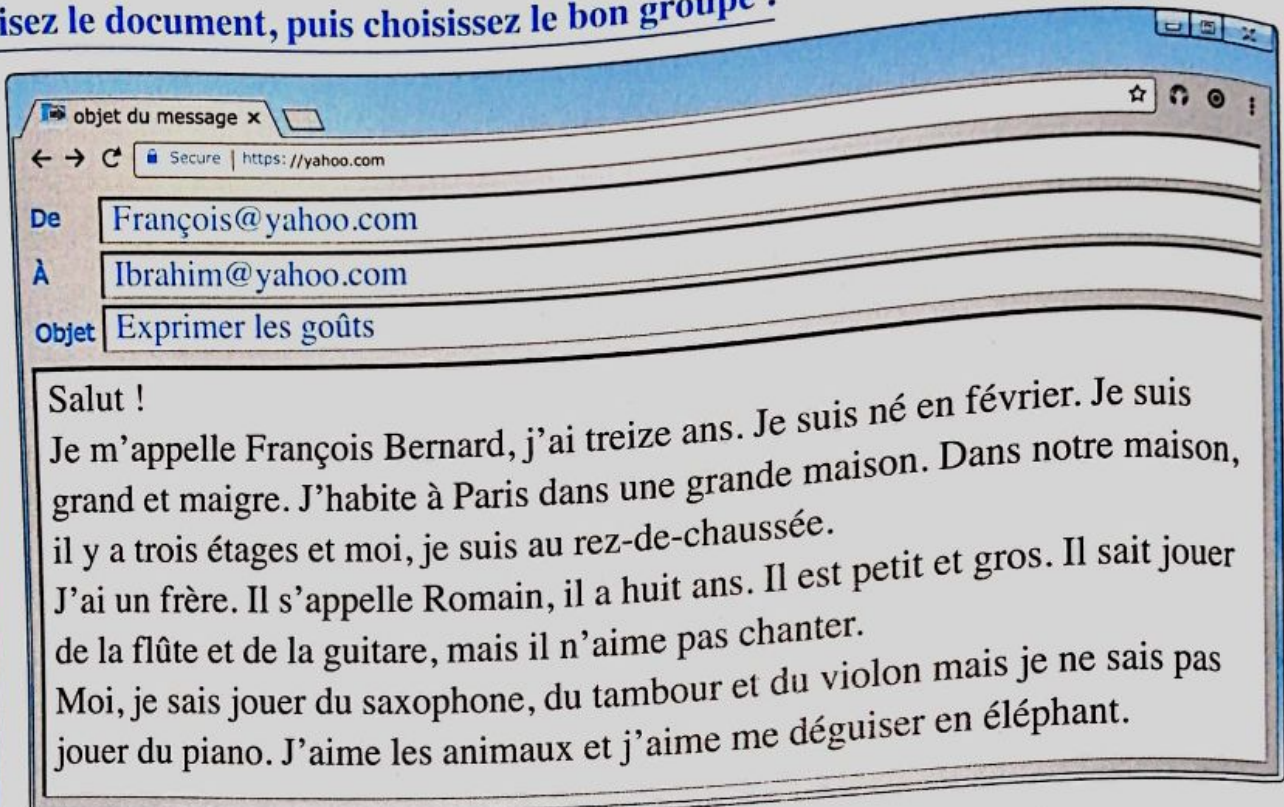 isez le document, puis choisissez le bon groupe :
objet du message x
Secure | https://yahoo.com
De François@yahoo.com
À Ibrahim@yahoo.com
Objet Exprimer les goûts
Salut !
Je m'appelle François Bernard, j'ai treize ans. Je suis né en février. Je suis
grand et maigre. J'habite à Paris dans une grande maison. Dans notre maison,
il y a trois étages et moi, je suis au rez-de-chaussée.
J'ai un frère. Il s'appelle Romain, il a huit ans. Il est petit et gros. Il sait jouer
de la flûte et de la guitare, mais il n'aime pas chanter.
Moi, je sais jouer du saxophone, du tambour et du violon mais je ne sais pas
jouer du piano. J'aime les animaux et j'aime me déguiser en éléphant.